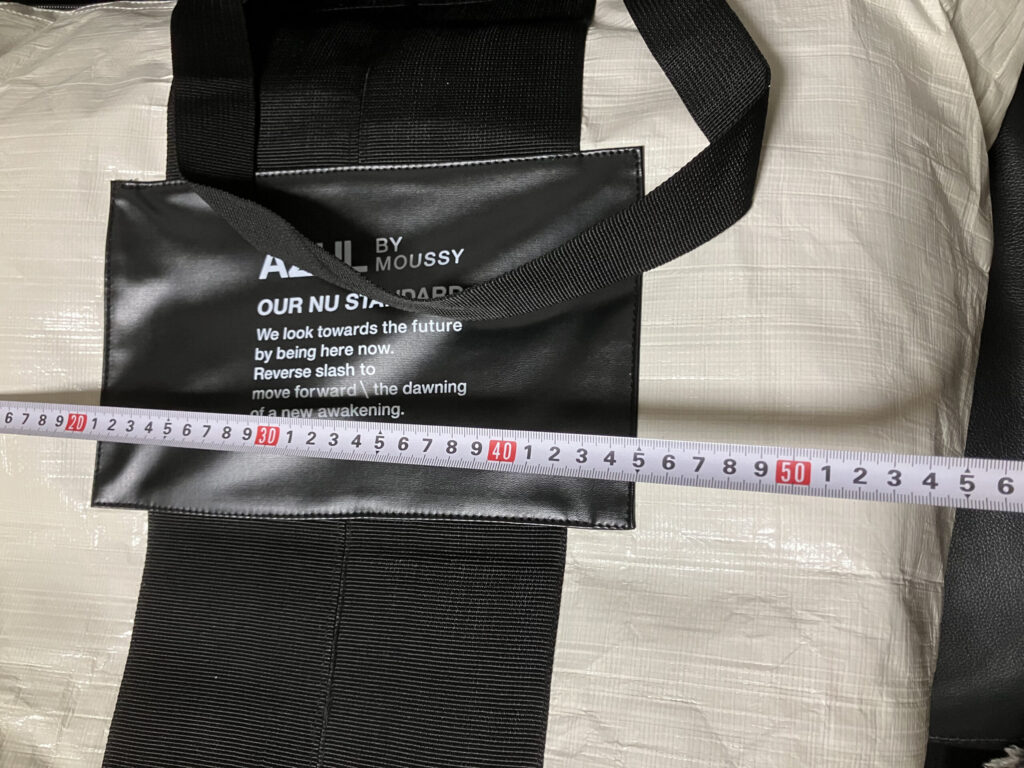 AZUL BY
MOUSSY
OUR NU STANDARD
We look towards the future
by being here now.
Reverse slash to
move forward \ the dawning
of a new awakening.
6 7 8 9 20 1 2 3 4 5 6 7 8 9 30 1 2 3 4 5 6 7 8 9 40 1 2 3 4 5 6 7 8 9 50 1 2 3 4 5 6